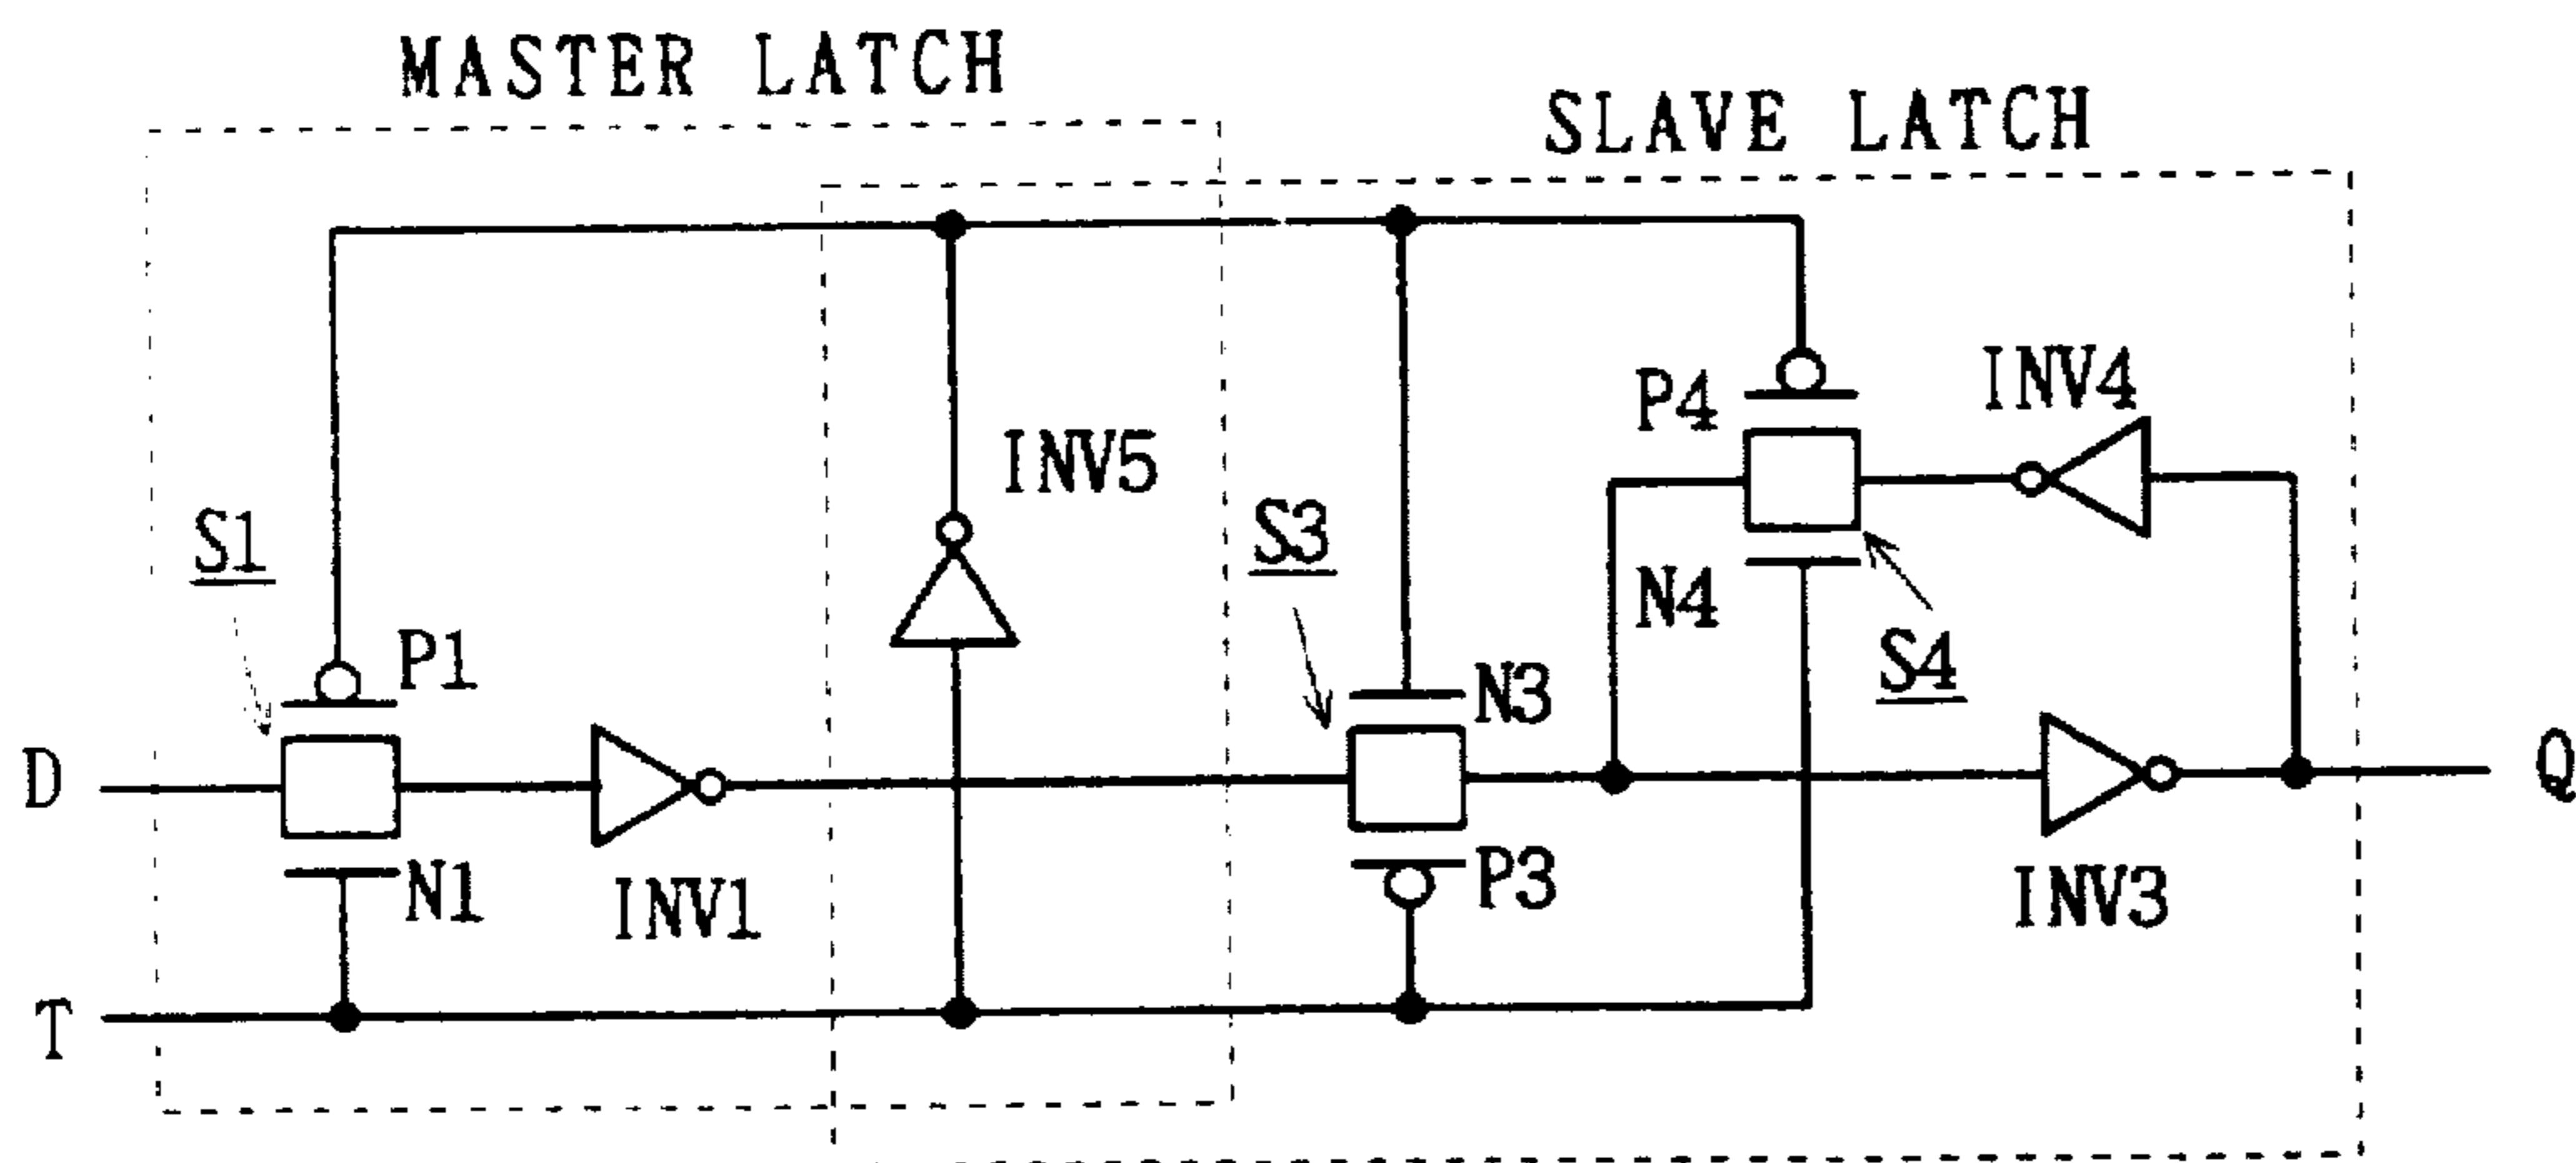 MASTER LATCH
SLAVE LATCH
P4
INV4
INV5
S1
S3
N4
S4
P1
N3
D
Q
N1
INV1
P3
INV3
T